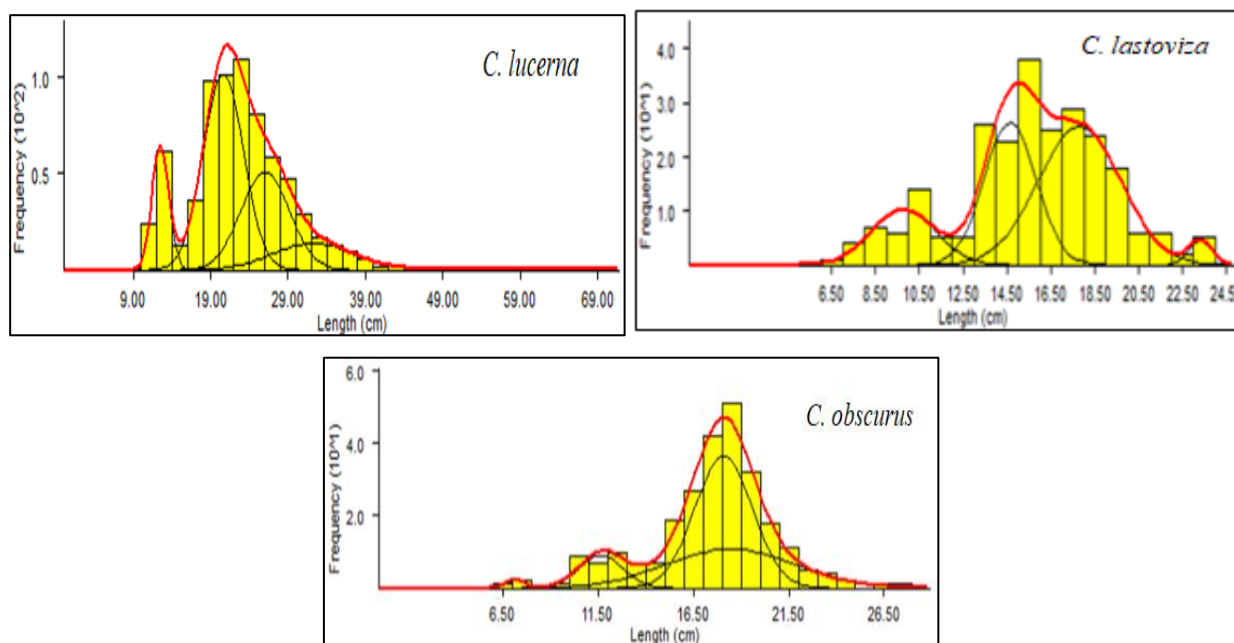 C. lucerna
Frequency (10^2)
1.0
0.5
9.00 19.00 29.00 39.00 49.00 59.00 69.00
Length (cm)
C. lastoviza
Frequency (10^1)
4.0
3.0
2.0
1.0
6.50 8.50 10.50 12.50 14.50 16.50 18.50 20.50 22.50 24.5
Length (cm)
C. obscurus
Frequency (10^1)
6.0
4.0
2.0
6.50 11.50 16.50 21.50 26.50
Length (cm)